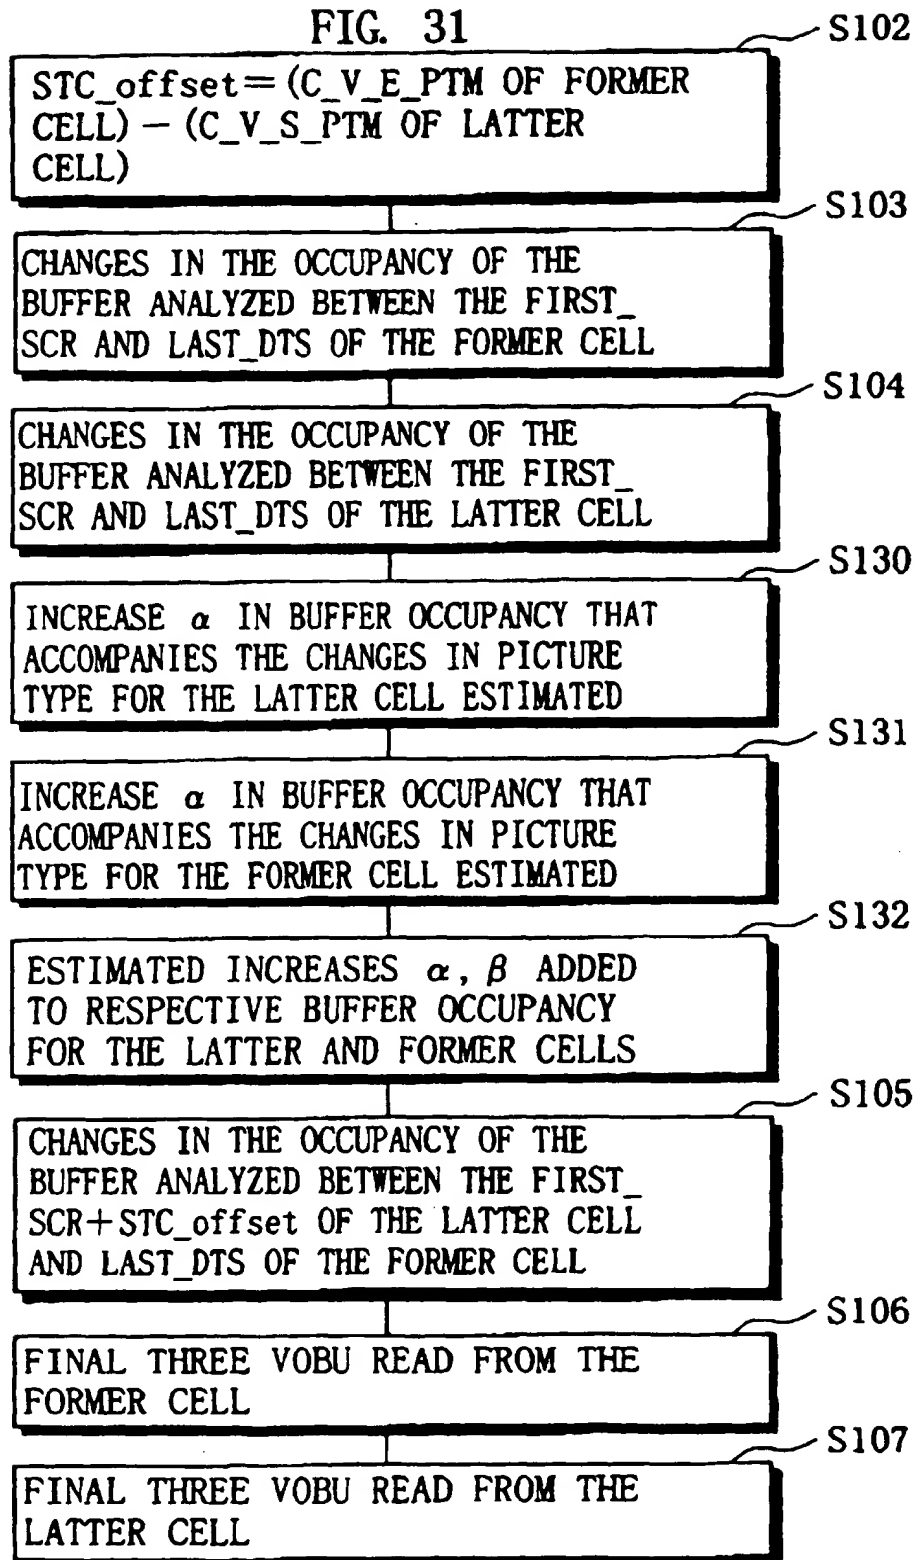 FIG. 31
S102
STC_offset=(C_V_E_PTM OF FORMER
CELL)−(C_V_S_PTM OF LATTER
CELL)
S103
CHANGES IN THE OCCUPANCY OF THE
BUFFER ANALYZED BETWEEN THE FIRST_
SCR AND LAST_DTS OF THE FORMER CELL
S104
CHANGES IN THE OCCUPANCY OF THE
BUFFER ANALYZED BETWEEN THE FIRST_
SCR AND LAST_DTS OF THE LATTER CELL
S130
INCREASE α IN BUFFER OCCUPANCY THAT
ACCOMPANIES THE CHANGES IN PICTURE
TYPE FOR THE LATTER CELL ESTIMATED
S131
INCREASE α IN BUFFER OCCUPANCY THAT
ACCOMPANIES THE CHANGES IN PICTURE
TYPE FOR THE FORMER CELL ESTIMATED
S132
ESTIMATED INCREASES α, β ADDED
TO RESPECTIVE BUFFER OCCUPANCY
FOR THE LATTER AND FORMER CELLS
S105
CHANGES IN THE OCCUPANCY OF THE
BUFFER ANALYZED BETWEEN THE FIRST_
SCR+STC_offset OF THE LATTER CELL
AND LAST_DTS OF THE FORMER CELL
S106
FINAL THREE VOBU READ FROM THE
FORMER CELL
S107
FINAL THREE VOBU READ FROM THE
LATTER CELL